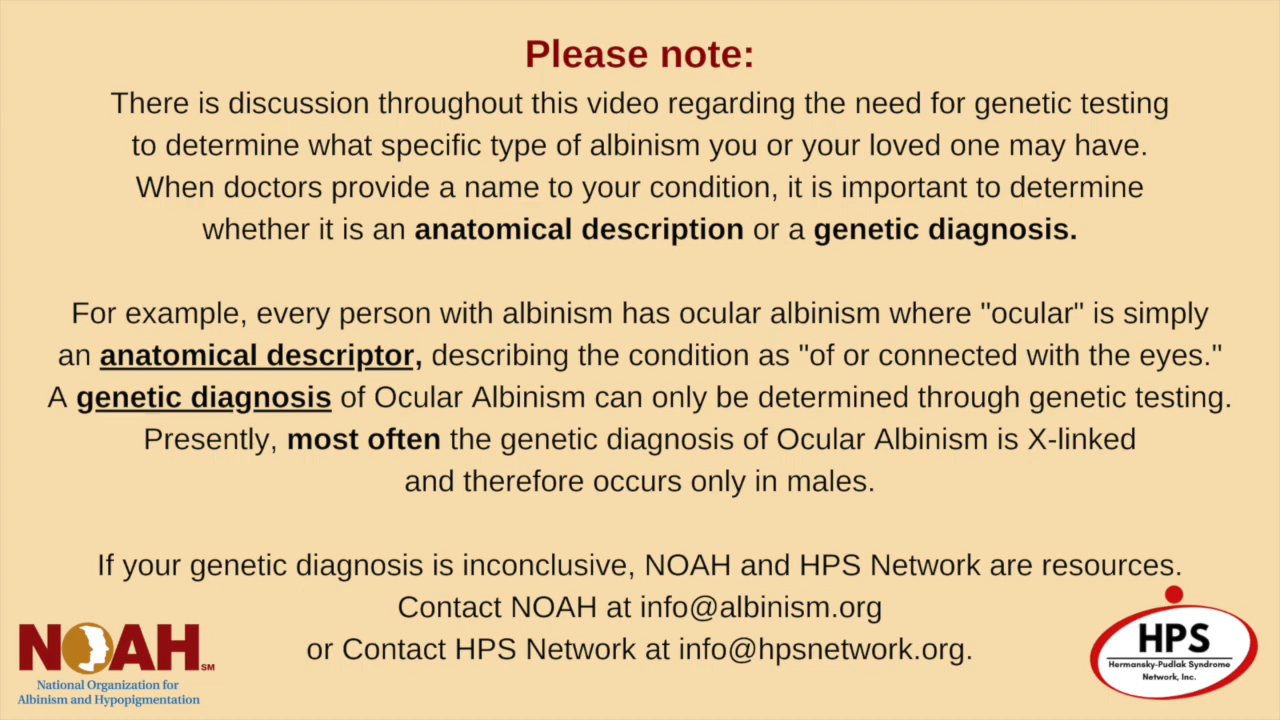 Please note:
There is discussion throughout this video regarding the need for genetic testing
to determine what specific type of albinism you or your loved one may have.
When doctors provide a name to your condition, it is important to determine
whether it is an anatomical description or a genetic diagnosis.
For example, every person with albinism has ocular albinism where "ocular" is simply
an anatomical descriptor, describing the condition as "of or connected with the eyes."
A genetic diagnosis of Ocular Albinism can only be determined through genetic testing.
Presently, most often the genetic diagnosis of Ocular Albinism is X-linked
and therefore occurs only in males.
If your genetic diagnosis is inconclusive, NOAH and HPS Network are resources.
Contact NOAH at info@albinism.org
or Contact HPS Network at info@hpsnetwork.org.
NOAH SM
National Organization for
Albinism and Hypopigmentation
HPS
Hermansky-Pudlak Syndrome
Network, Inc.